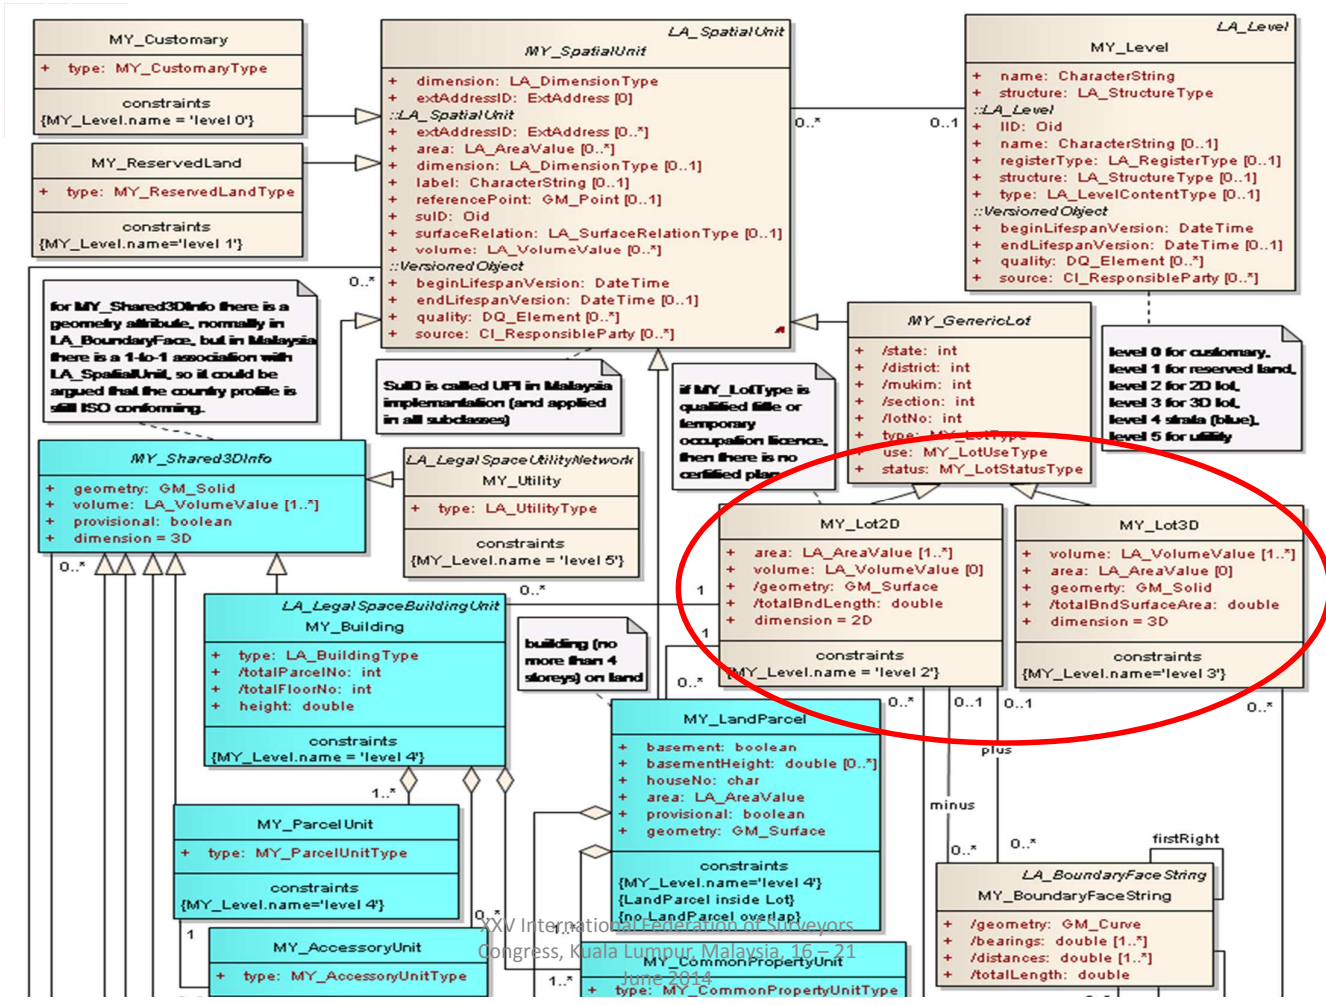 MY_Customary
+ type: MY_CustomaryType
constraints
{MY_Level.name = 'level 0'}
MY_ReservedLand
+ type: MY_ReservedLandType
constraints
{MY_Level.name='level 1'}
LA_SpatialUnit
MY_SpatialUnit
+ dimension: LA_DimensionType
+ extAddressID: ExtAddress [0]
::LA_SpatialUnit
+ extAddressID: ExtAddress [0..*]
+ area: LA_AreaValue [0..*]
+ dimension: LA_DimensionType [0..1]
+ label: CharacterString [0..1]
+ referencePoint: GM_Point [0..1]
+ suID: Oid
+ surfaceRelation: LA_SurfaceRelationType [0..1]
+ volume: LA_VolumeValue [0..*]
::VersionedObject
+ beginLifespanVersion: DateTime
+ endLifespanVersion: DateTime [0..1]
+ quality: DQ_Element [0..*]
+ source: CI_ResponsibleParty [0..*]
0..*
0..1
LA_Level
MY_Level
+ name: CharacterString
+ structure: LA_StructureType
::LA_Level
+ lID: Oid
+ name: CharacterString [0..1]
+ registerType: LA_RegisterType [0..1]
+ structure: LA_StructureType [0..1]
+ type: LA_LevelContentType [0..1]
::VersionedObject
+ beginLifespanVersion: DateTime
+ endLifespanVersion: DateTime [0..1]
+ quality: DQ_Element [0..*]
+ source: CI_ResponsibleParty [0..*]
0..*
for MY_Shared3DInfo there is a
geometry attribute, normally in
LA_BoundaryFace, but in Malaysia
there is a 1-to-1 association with
LA_SpatialUnit, so it could be
argued that the country profile is
still ISO conforming.
SuID is called UPI in Malaysia
implemantation (and applied
in all subclasses)
if MY_LotType is
qualified title or
temporary
occupation licence,
then there is no
certified plan
MY_GenericLot
+ /state: int
+ /district: int
+ /mukim: int
+ /section: int
+ /lotNo: int
+ type: MY_LotType
+ use: MY_LotUseType
+ status: MY_LotStatusType
level 0 for customary,
level 1 for reserved land,
level 2 for 2D lot,
level 3 for 3D lot,
level 4 strata (blue),
level 5 for utility
MY_Shared3DInfo
+ geometry: GM_Solid
+ volume: LA_VolumeValue [1..*]
+ provisional: boolean
+ dimension = 3D
0..*
LA_LegalSpaceUtilityNetwork
MY_Utility
+ type: LA_UtilityType
constraints
{MY_Level.name = 'level 5'}
0..*
1
1
0..*
MY_Lot2D
+ area: LA_AreaValue [1..*]
+ volume: LA_VolumeValue [0]
+ /geometry: GM_Surface
+ /totalBndLength: double
+ dimension = 2D
constraints
{MY_Level.name = 'level 2'}
MY_Lot3D
+ volume: LA_VolumeValue [1..*]
+ area: LA_AreaValue [0]
+ geomerty: GM_Solid
+ /totalBndSurfaceArea: double
+ dimension = 3D
constraints
{MY_Level.name='level 3'}
0..*
0..1
0..1
0..*
LA_LegalSpaceBuildingUnit
MY_Building
+ type: LA_BuildingType
+ /totalParcelNo: int
+ /totalFloorNo: int
+ height: double
constraints
{MY_Level.name = 'level 4'}
building (no
more than 4
storeys) on land
MY_LandParcel
+ basement: boolean
+ basementHeight: double [0..*]
+ houseNo: char
+ area: LA_AreaValue
+ provisional: boolean
+ geometry: GM_Surface
constraints
{MY_Level.name='level 4'}
{LandParcel inside Lot}
{no LandParcel overlap}
plus
minus
0..*
0..*
firstRight
1..*
MY_ParcelUnit
+ type: MY_ParcelUnitType
constraints
{MY_Level.name='level 4'}
1
0..*
1..*
1..*
MY_AccessoryUnit
+ type: MY_AccessoryUnitType
MY_CommonPropertyUnit
+ type: MY_CommonPropertyUnitType
LA_BoundaryFaceString
MY_BoundaryFaceString
+ /geometry: GM_Curve
+ /bearings: double [1..*]
+ /distances: double [1..*]
+ /totalLength: double
XXV International Federation of Surveyors
Congress, Kuala Lumpur, Malaysia, 16 – 21
June 2014